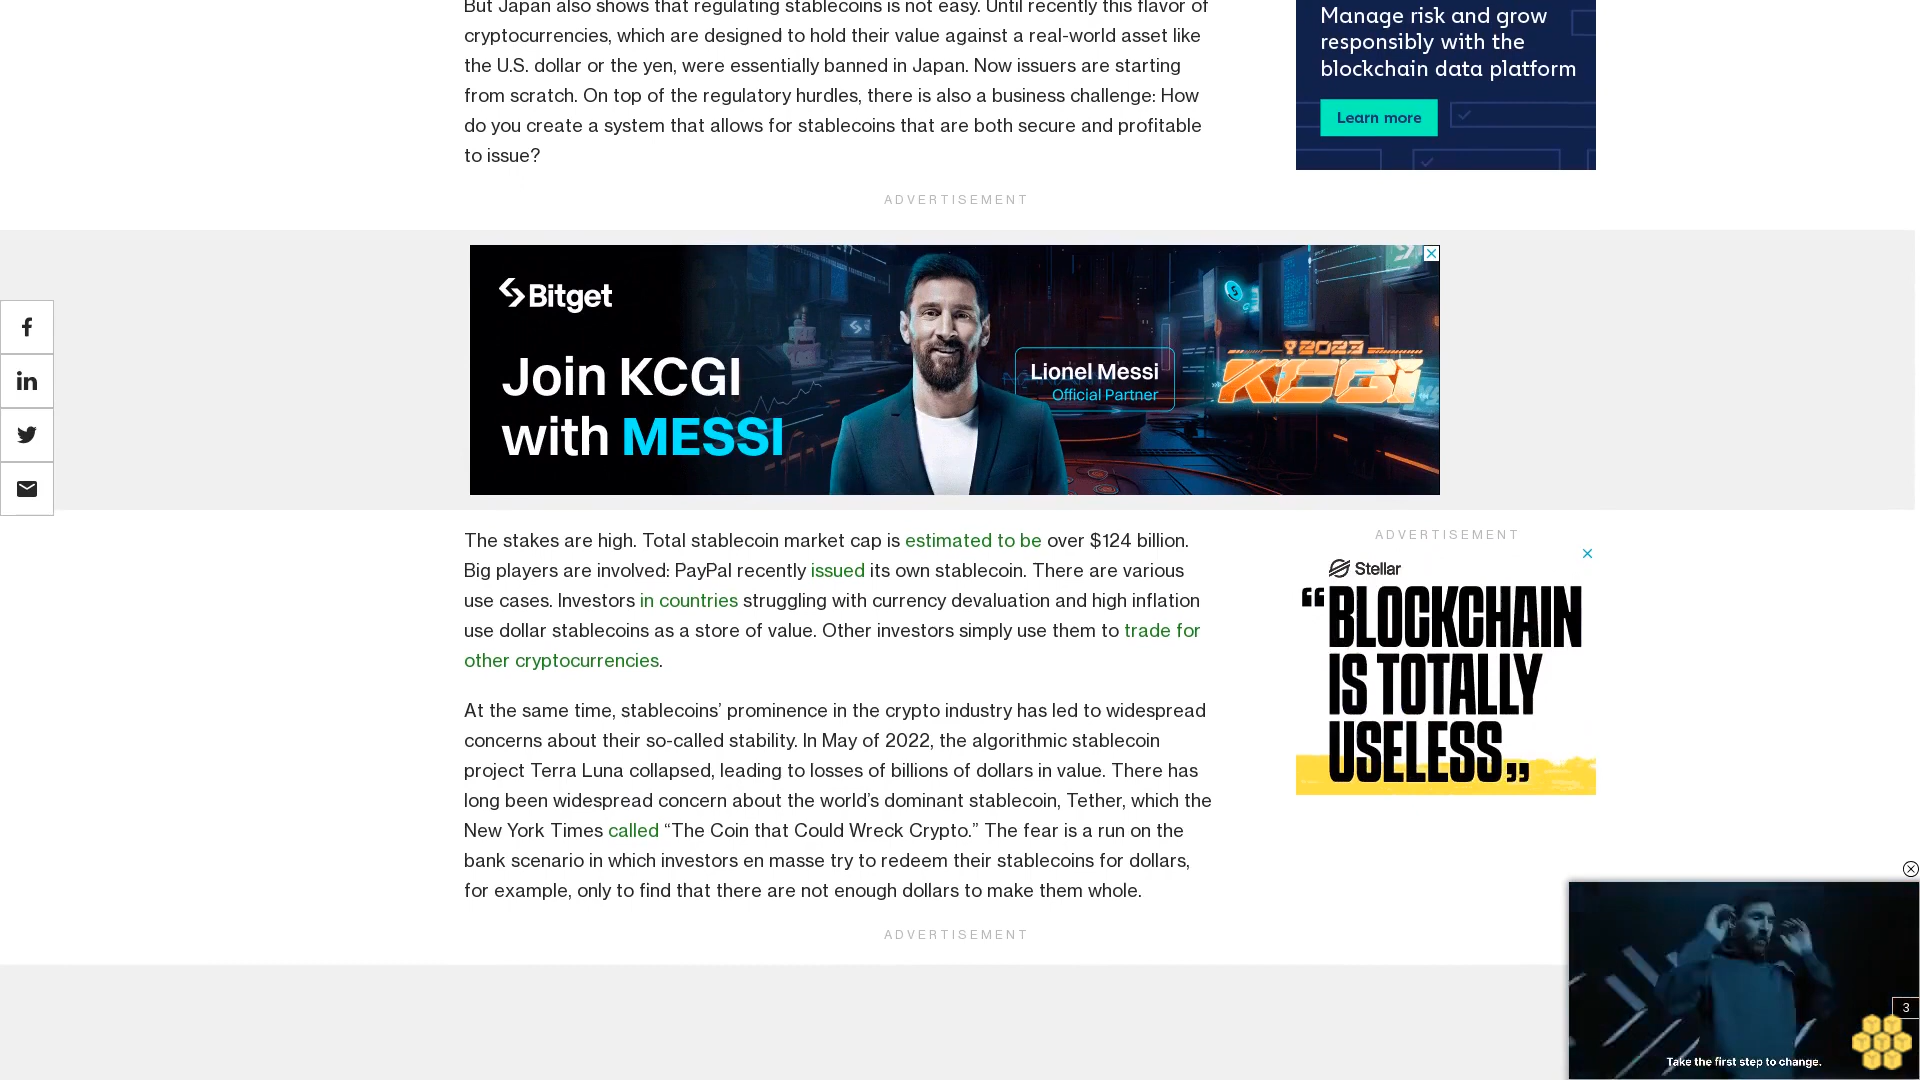 But Japan also shows that regulating stablecoins is not easy. Until recently this flavor of
cryptocurrencies, which are designed to hold their value against a real-world asset like
the U.S. dollar or the yen, were essentially banned in Japan. Now issuers are starting
from scratch. On top of the regulatory hurdles, there is also a business challenge: How
do you create a system that allows for stablecoins that are both secure and profitable
to issue?
Manage risk and grow
responsibly with the
blockchain data platform
Learn more
ADVERTISEMENT
Bitget
Join KCGI
with MESSI
Lionel Messi
Official Partner
2023
KCGI
The stakes are high. Total stablecoin market cap is estimated to be over $124 billion.
Big players are involved: PayPal recently issued its own stablecoin. There are various
use cases. Investors in countries struggling with currency devaluation and high inflation
use dollar stablecoins as a store of value. Other investors simply use them to trade for
other cryptocurrencies.
At the same time, stablecoins’ prominence in the crypto industry has led to widespread
concerns about their so-called stability. In May of 2022, the algorithmic stablecoin
project Terra Luna collapsed, leading to losses of billions of dollars in value. There has
long been widespread concern about the world’s dominant stablecoin, Tether, which the
New York Times called “The Coin that Could Wreck Crypto.” The fear is a run on the
bank scenario in which investors en masse try to redeem their stablecoins for dollars,
for example, only to find that there are not enough dollars to make them whole.
ADVERTISEMENT
Stellar
“BLOCKCHAIN
IS TOTALLY
USELESS„
ADVERTISEMENT
3
Take the first step to change.